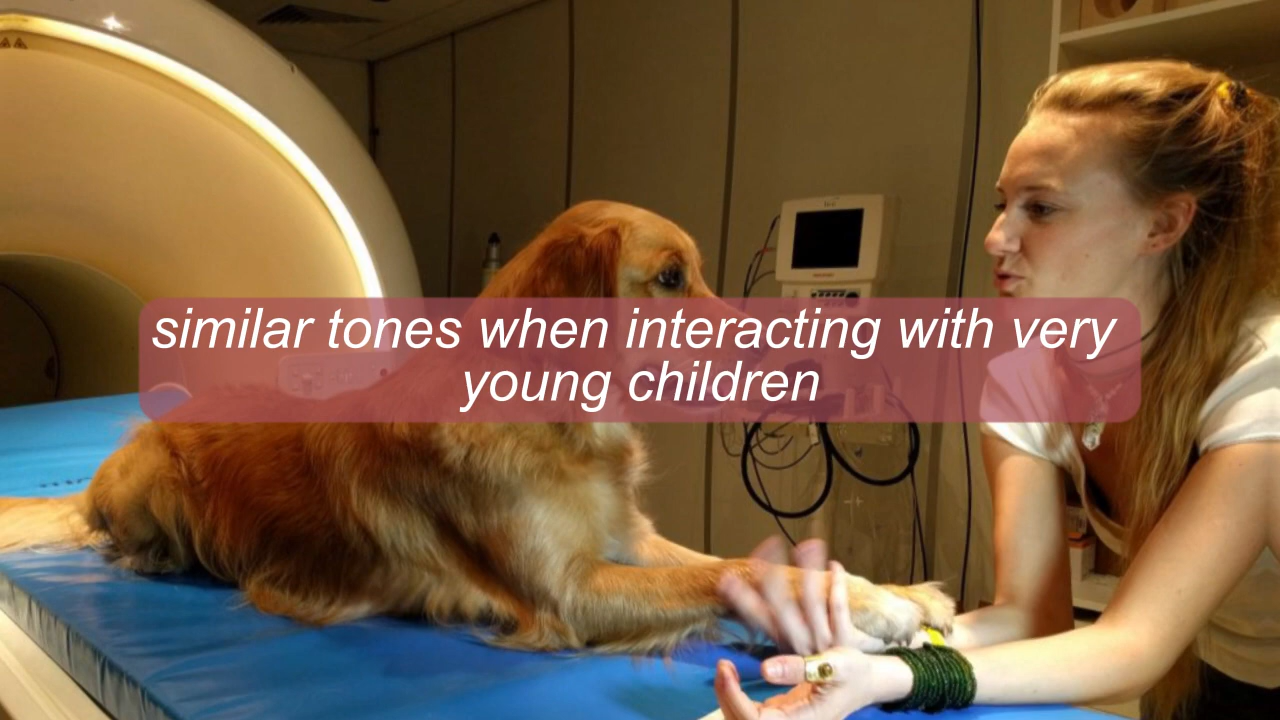 similar tones when interacting with very
young children